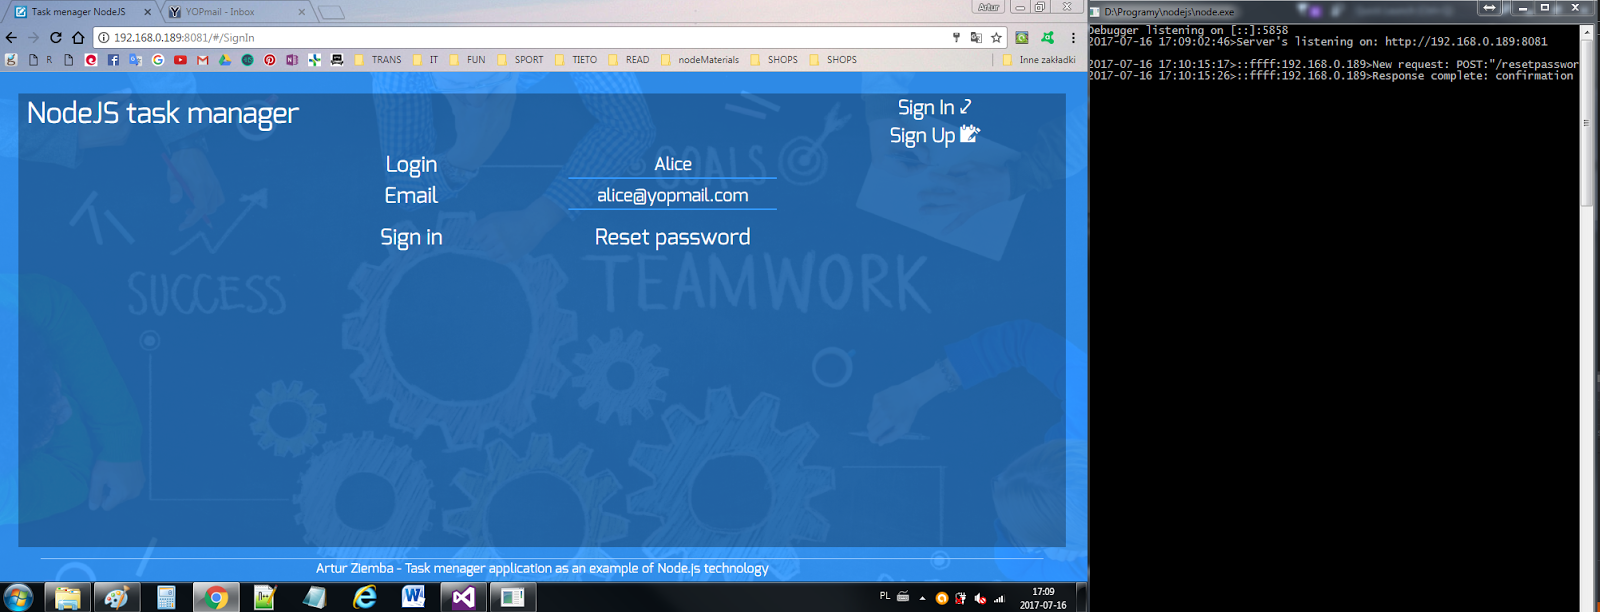 Task menager NodeJS
YOPmail - Inbox
Artur
192.168.0.189:8081/#/SignIn
R
TRANS
IT
FUN
SPORT
TIETO
READ
nodeMaterials
SHOPS
SHOPS
Inne zakładki
NodeJS task manager
Sign In
Sign Up
Login
Alice
Email
alice@yopmail.com
Sign in
Reset password
GOALS
SUCCESS
TEAMWORK
Artur Ziemba - Task menager application as an example of Node.js technology
PL
17:09
2017-07-16
D:\Programy\nodejs\node.exe
Debugger listening on [::]:5858
2017-07-16 17:09:02:46>Server's listening on: http://192.168.0.189:8081
2017-07-16 17:10:15:17>::ffff:192.168.0.189>New request: POST:"/resetpasswor
2017-07-16 17:10:15:26>::ffff:192.168.0.189>Response complete: confirmation